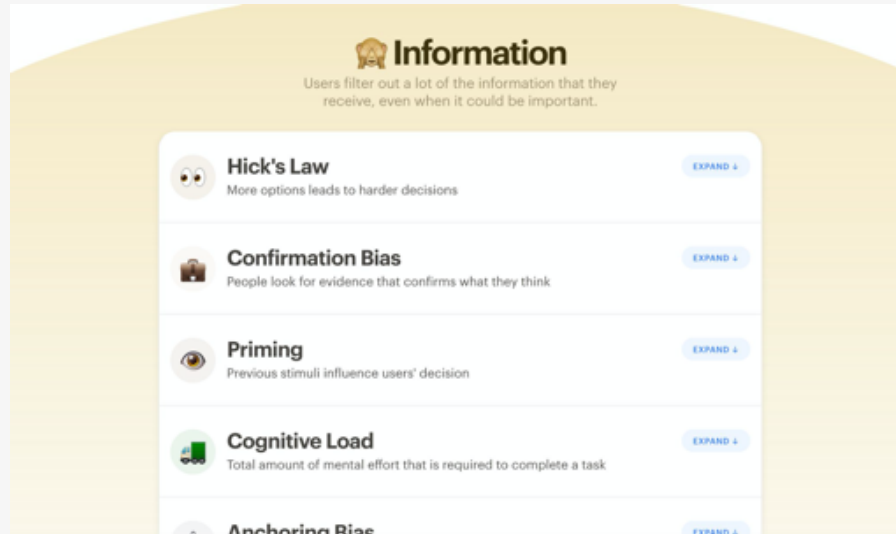 Information
Users filter out a lot of the information that they
receive, even when it could be important.
Hick's Law
EXPAND ↓
More options leads to harder decisions
Confirmation Bias
EXPAND ↓
People look for evidence that confirms what they think
Priming
EXPAND ↓
Previous stimuli influence users' decision
Cognitive Load
EXPAND ↓
Total amount of mental effort that is required to complete a task
Anchoring Bias
EXPAND ↓